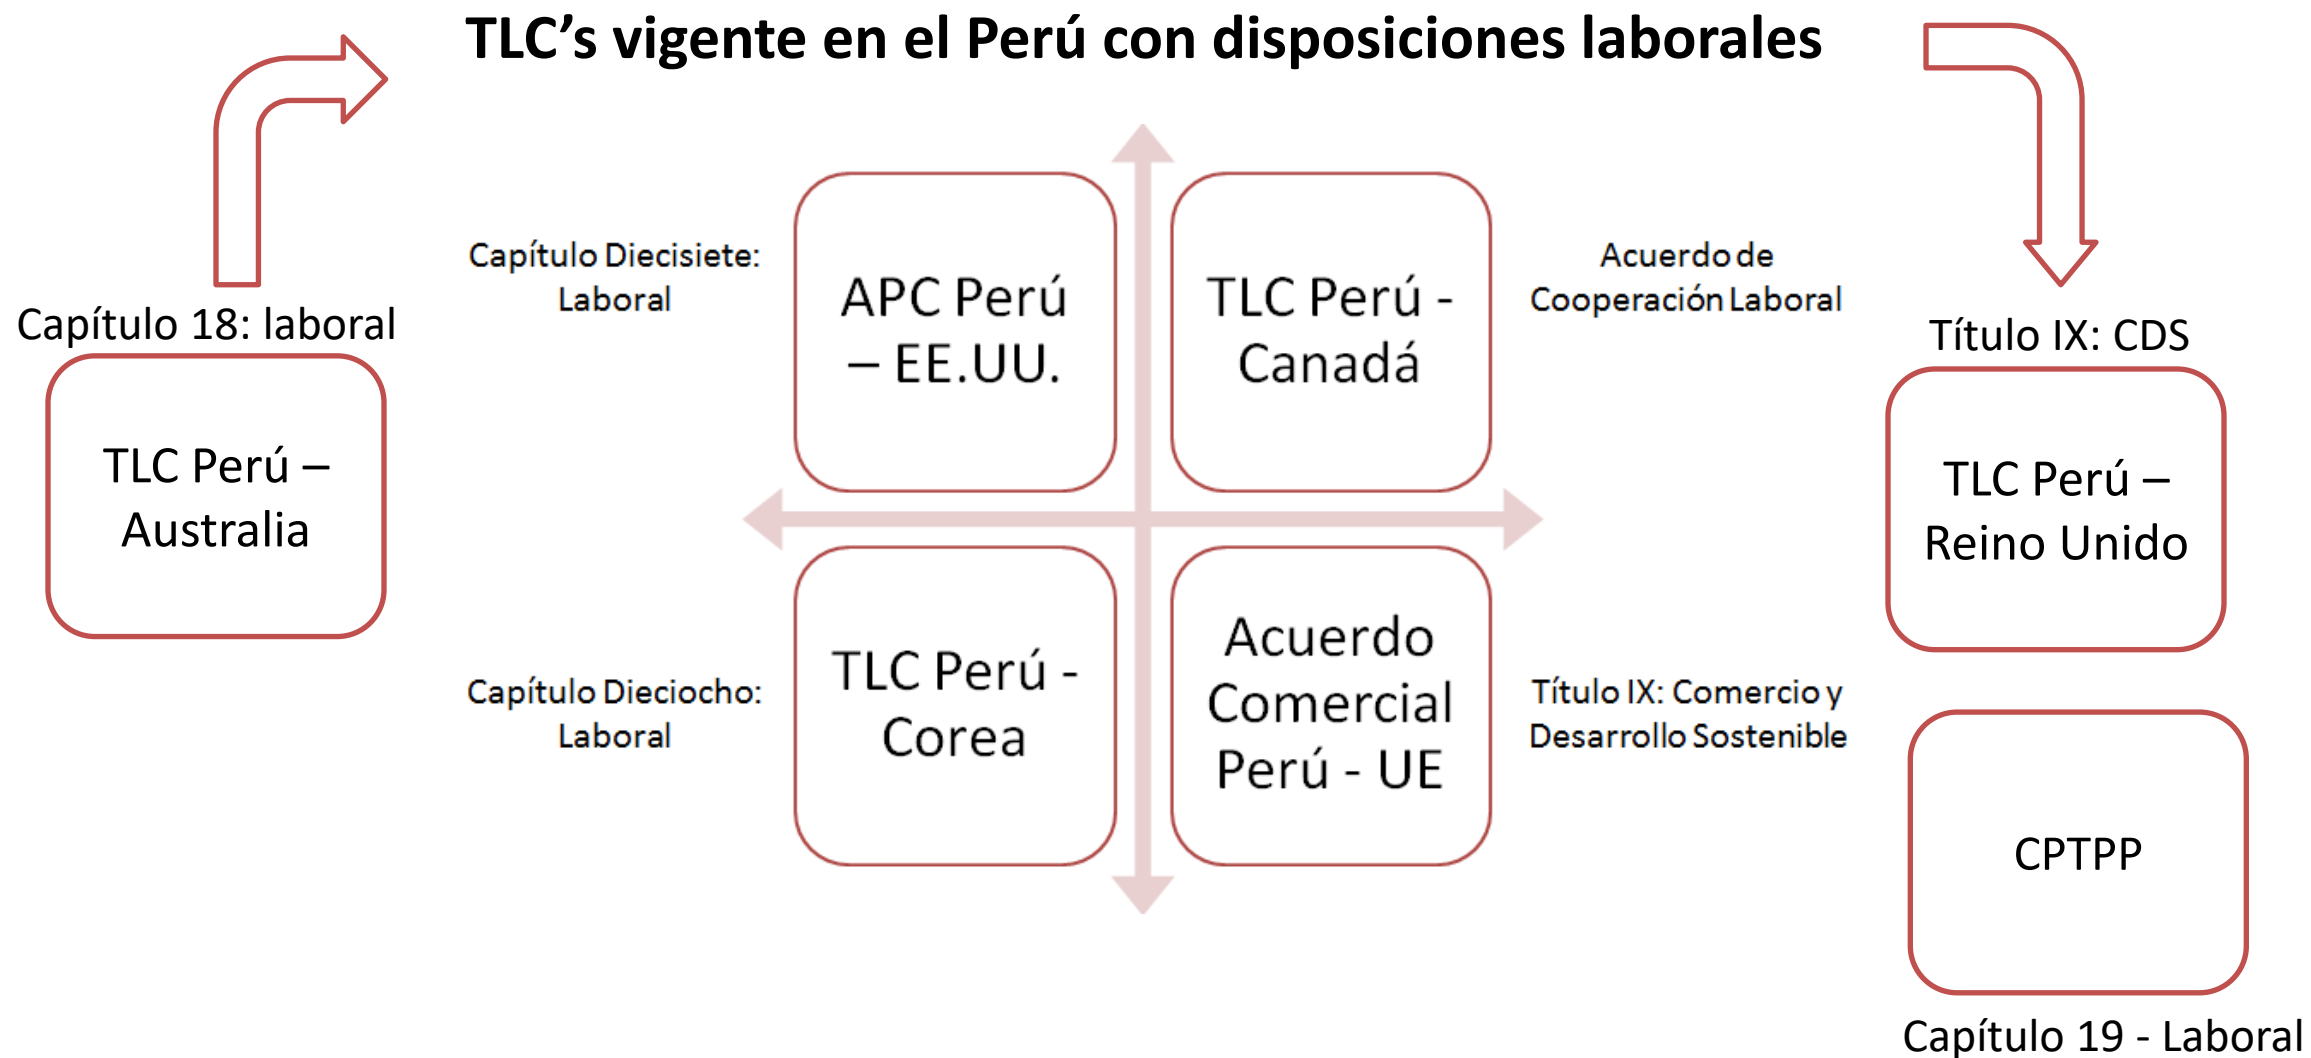 TLC’s vigente en el Perú con disposiciones laborales
Capítulo 18: laboral
TLC Perú –
Australia
Capítulo Diecisiete:
Laboral
APC Perú
– EE.UU.
TLC Perú -
Canadá
Acuerdo de
Cooperación Laboral
Capítulo Dieciocho:
Laboral
TLC Perú -
Corea
Acuerdo
Comercial
Perú - UE
Título IX: Comercio y
Desarrollo Sostenible
Título IX: CDS
TLC Perú –
Reino Unido
CPTPP
Capítulo 19 - Laboral